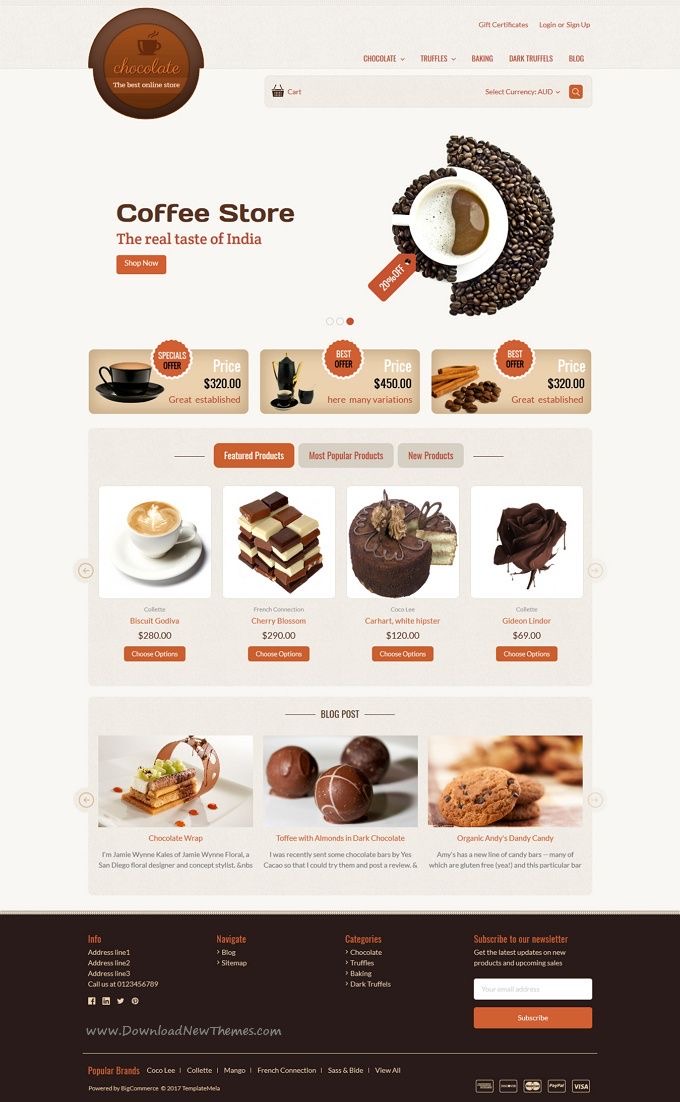 Gift Certificates Login or Sign Up
chocolate
The best online store
CHOCOLATE TRUFFLES BAKING DARK TRUFFELS BLOG
Cart Select Currency: AUD
Coffee Store
The real taste of India
Shop Now
20% OFF
SPECIALS
OFFER
Price
$320.00
Great established
BEST
OFFER
Price
$450.00
here many variations
BEST
OFFER
Price
$320.00
Great established
Featured Products Most Popular Products New Products
Collette
Biscuit Godiva
$280.00
Choose Options
French Connection
Cherry Blossom
$290.00
Choose Options
Coco Lee
Carhart, white hipster
$120.00
Choose Options
Collette
Gideon Lindor
$69.00
Choose Options
BLOG POST
Chocolate Wrap
I'm Jamie Wynne Kales of Jamie Wynne Floral, a
San Diego floral designer and concept stylist. &nbs
Toffee with Almonds in Dark Chocolate
I was recently sent some chocolate bars by Yes
Cacao so that I could try them and post a review. &
Organic Andy's Dandy Candy
Amy's has a new line of candy bars -- many of
which are gluten free (yea!) and this particular bar
Info
Address line1
Address line2
Address line3
Call us at 0123456789
Navigate
Blog
Sitemap
Categories
Chocolate
Truffles
Baking
Dark Truffels
Subscribe to our newsletter
Get the latest updates on new
products and upcoming sales
Your email address
Subscribe
www.DownloadNewThemes.com
Popular Brands Coco Lee | Collette | Mango | French Connection | Sass & Bide | View All
Powered by BigCommerce © 2017 TemplateMela
PayPal VISA